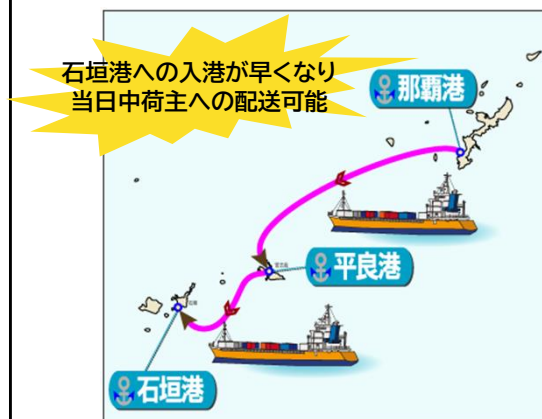 石垣港への入港が早くなり
当日中荷主への配送可能
那覇港
平良港
石垣港